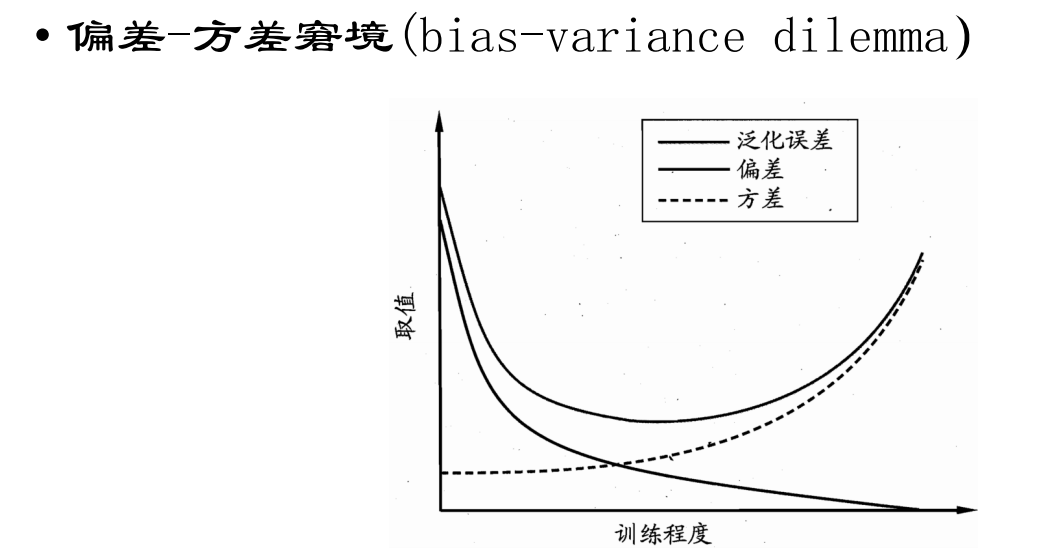 • 偏差-方差窘境(bias-variance dilemma)
泛化误差
偏差
方差
取值
训练程度